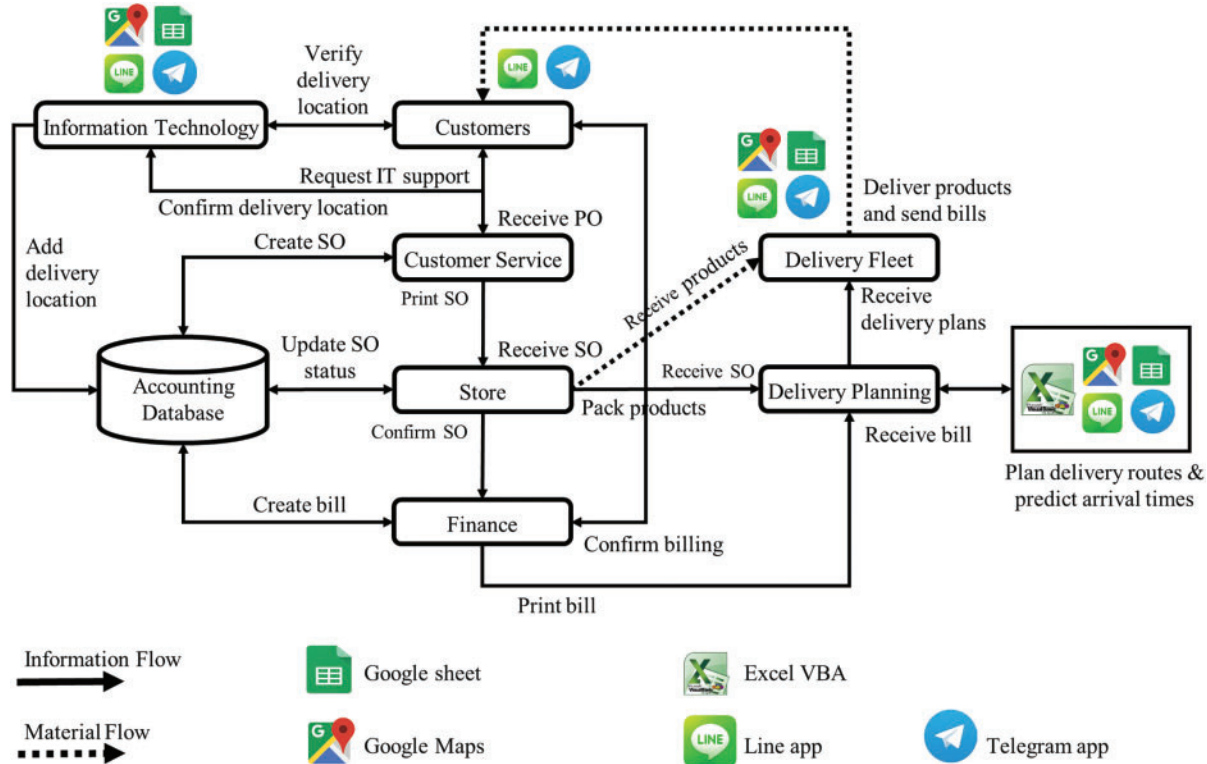 G
LINE
Verify
delivery
location
LINE
Information Technology
Customers
G
LINE
Request IT support
Confirm delivery location
Deliver products
and send bills
Receive PO
Add
delivery
location
Create SO
Customer Service
Receive products
Delivery Fleet
Print SO
Receive
delivery plans
Update SO
status
Receive SO
Accounting
Database
Store
Receive SO
Pack products
Delivery Planning
X
G
LINE
Confirm SO
Receive bill
Plan delivery routes &
predict arrival times
Create bill
Finance
Confirm billing
Print bill
Information Flow
Google sheet
X
Excel VBA
Material Flow
G
Google Maps
LINE
Line app
Telegram app